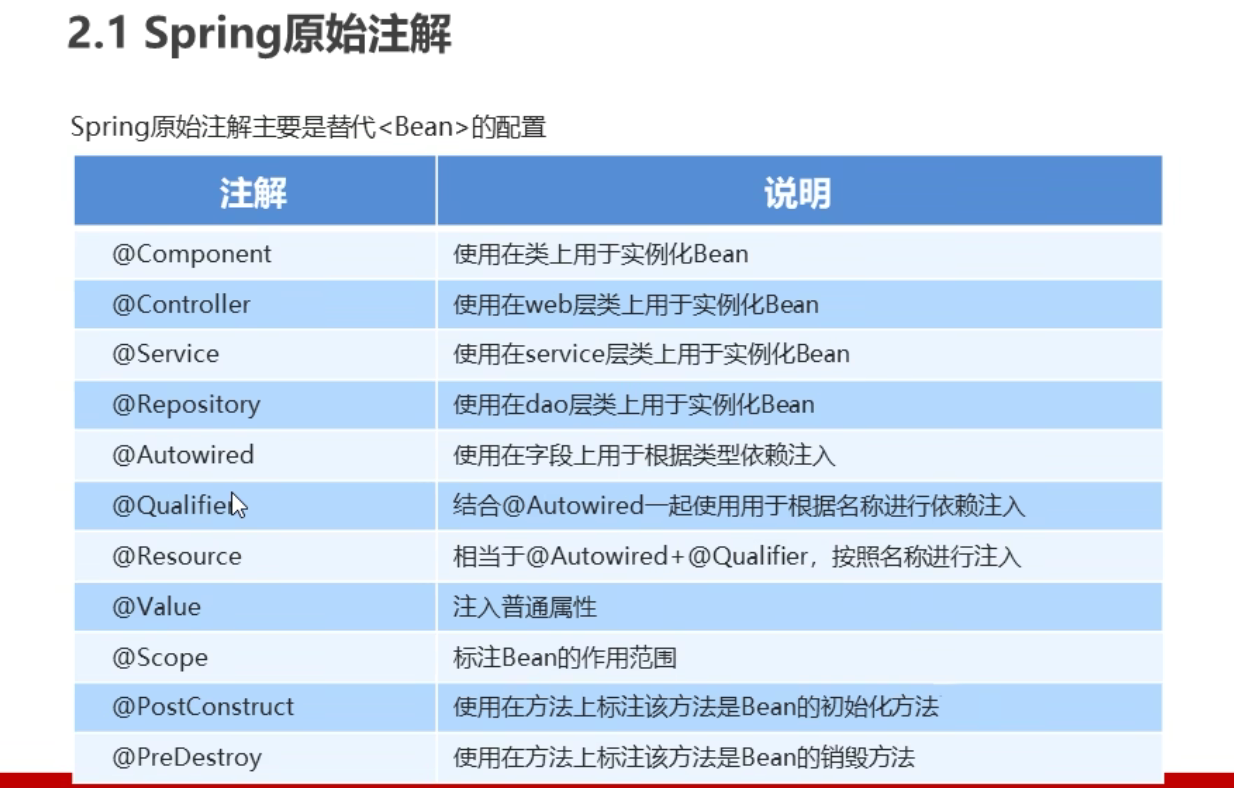 2.1 Spring原始注解
Spring原始注解主要是替代<Bean>的配置
注解 说明
@Component 使用在类上用于实例化Bean
@Controller 使用在web层类上用于实例化Bean
@Service 使用在service层类上用于实例化Bean
@Repository 使用在dao层类上用于实例化Bean
@Autowired 使用在字段上用于根据类型依赖注入
@Qualifier 结合@Autowired一起使用用于根据名称进行依赖注入
@Resource 相当于@Autowired+@Qualifier，按照名称进行注入
@Value 注入普通属性
@Scope 标注Bean的作用范围
@PostConstruct 使用在方法上标注该方法是Bean的初始化方法
@PreDestroy 使用在方法上标注该方法是Bean的销毁方法